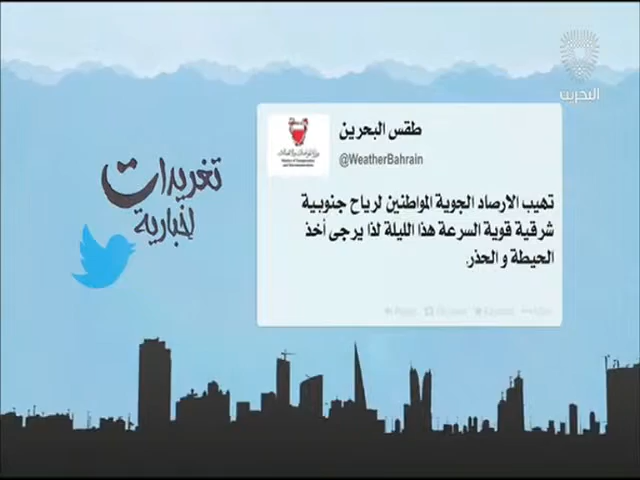 البحرين
طقس البحرين
@WeatherBahrain
تغريدات
إخبارية
تهيب الارصاد الجوية المواطنين لرياح جنوبية
شرقية قوية السرعة هذا الليلة لذا يرجى أخذ
الحيطة و الحذر.